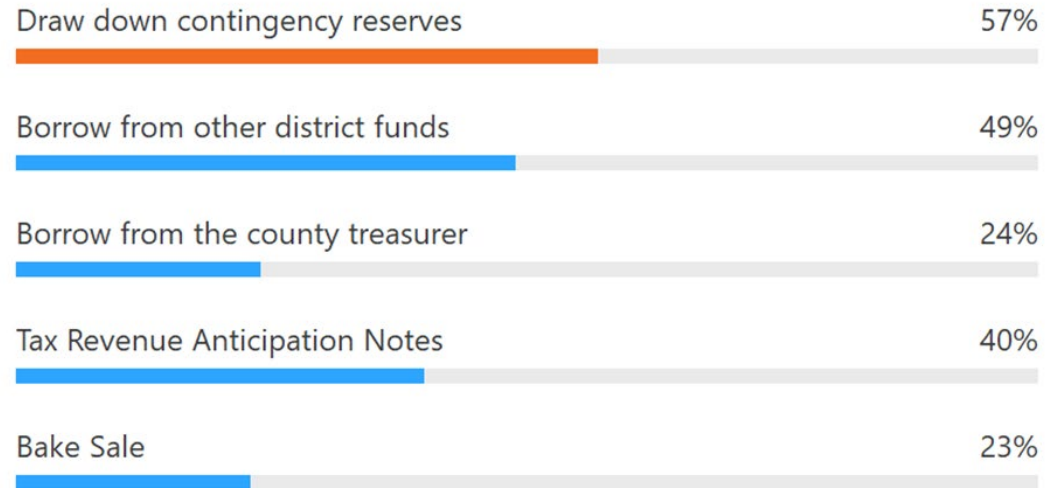 Draw down contingency reserves 57%
Borrow from other district funds 49%
Borrow from the county treasurer 24%
Tax Revenue Anticipation Notes 40%
Bake Sale 23%